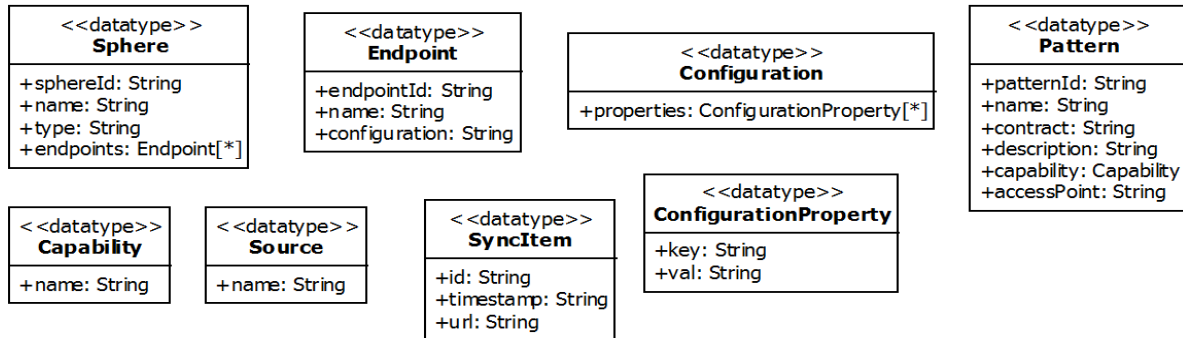 <<datatype>>
Sphere
+sphereId: String
+name: String
+type: String
+endpoints: Endpoint[*]
<<datatype>>
Endpoint
+endpointId: String
+name: String
+configuration: String
<<datatype>>
Configuration
+properties: ConfigurationProperty[*]
<<datatype>>
Pattern
+patternId: String
+name: String
+contract: String
+description: String
+capability: Capability
+accessPoint: String
<<datatype>>
Capability
+name: String
<<datatype>>
Source
+name: String
<<datatype>>
SyncItem
+id: String
+timestamp: String
+url: String
<<datatype>>
ConfigurationProperty
+key: String
+val: String